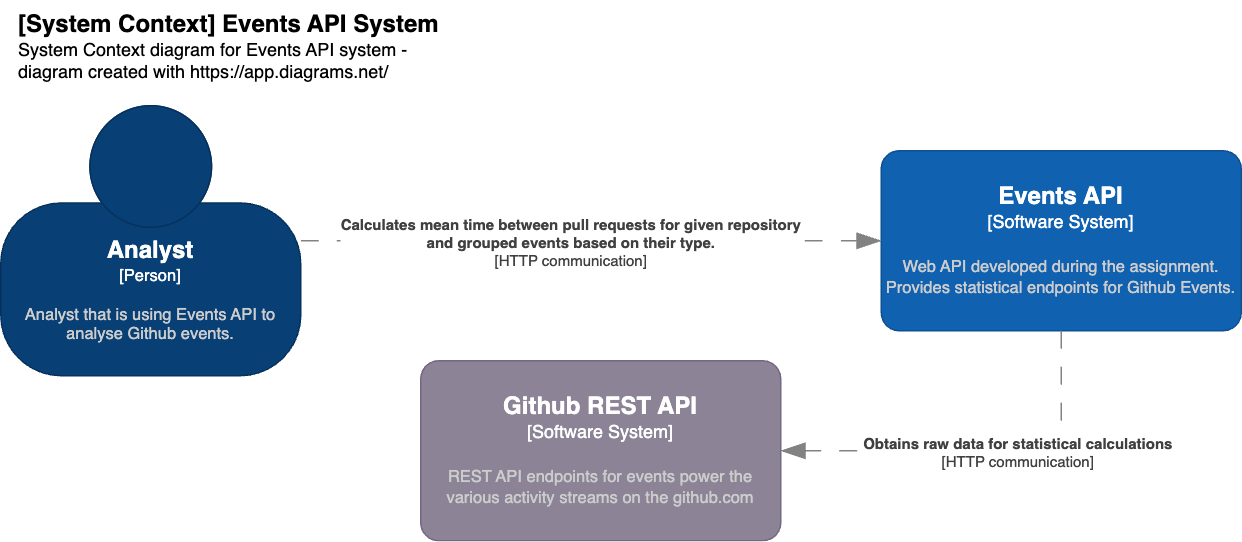 [System Context] Events API System
System Context diagram for Events API system -
diagram created with https://app.diagrams.net/
Analyst
[Person]
Analyst that is using Events API to
analyse Github events.
Calculates mean time between pull requests for given repository
and grouped events based on their type.
[HTTP communication]
Events API
[Software System]
Web API developed during the assignment.
Provides statistical endpoints for Github Events.
Github REST API
[Software System]
REST API endpoints for events power the
various activity streams on the github.com
Obtains raw data for statistical calculations
[HTTP communication]